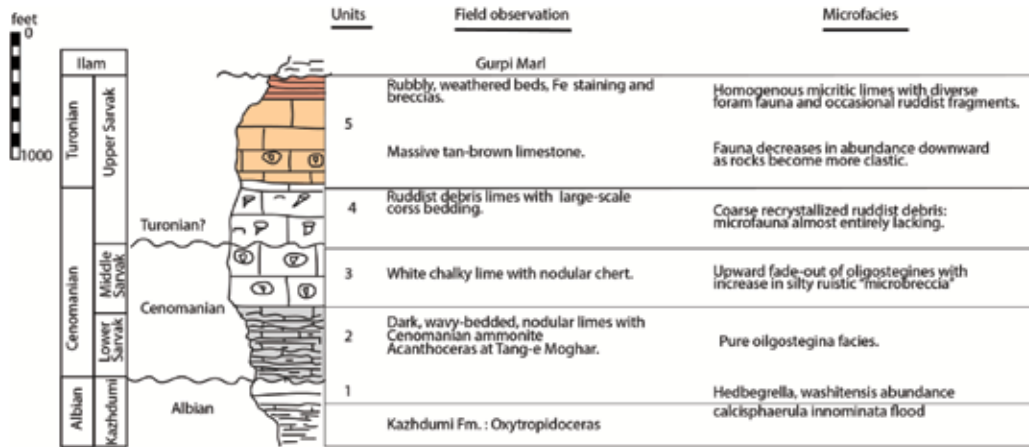 feet
0
1000
Units
Field observation
Microfacies
Ilam
Gurpi Marl
Turonian
Upper Sarvak
5
Rubbly, weathered beds, Fe staining and
breccias.
Homogenous micritic limes with diverse
foram fauna and occasional ruddist fragments.
Massive tan-brown limestone.
Fauna decreases in abundance downward
as rocks become more clastic.
Turonian?
4
Ruddist debris limes with large-scale
corss bedding.
Coarse recrystallized ruddist debris:
microfauna almost entirely lacking.
Cenomanian
Middle
Sarvak
Cenomanian
3
White chalky lime with nodular chert.
Upward fade-out of oligostegines with
increase in silty ruistic "microbreccia"
Lower
Sarvak
2
Dark, wavy-bedded, nodular limes with
Cenomanian ammonite
Acanthoceras at Tang-e Moghar.
Pure oilgostegina facies.
Albian
Kazhdumi
Albian
1
Hedbegrella, washitensis abundance
calcisphaerula innominata flood
Kazhdumi Fm. : Oxytropidoceras